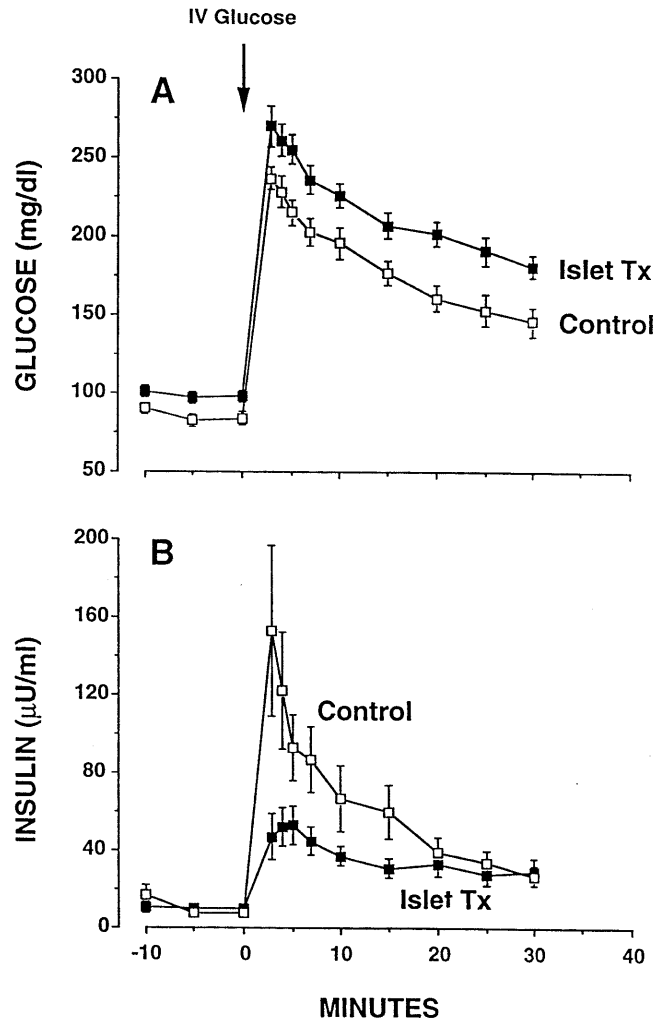 IV Glucose
A
300
250
200
150
100
50
GLUCOSE (mg/dl)
Islet Tx
Control
B
200
160
120
80
40
0
INSULIN (μU/ml)
Control
Islet Tx
-10 0 10 20 30 40
MINUTES